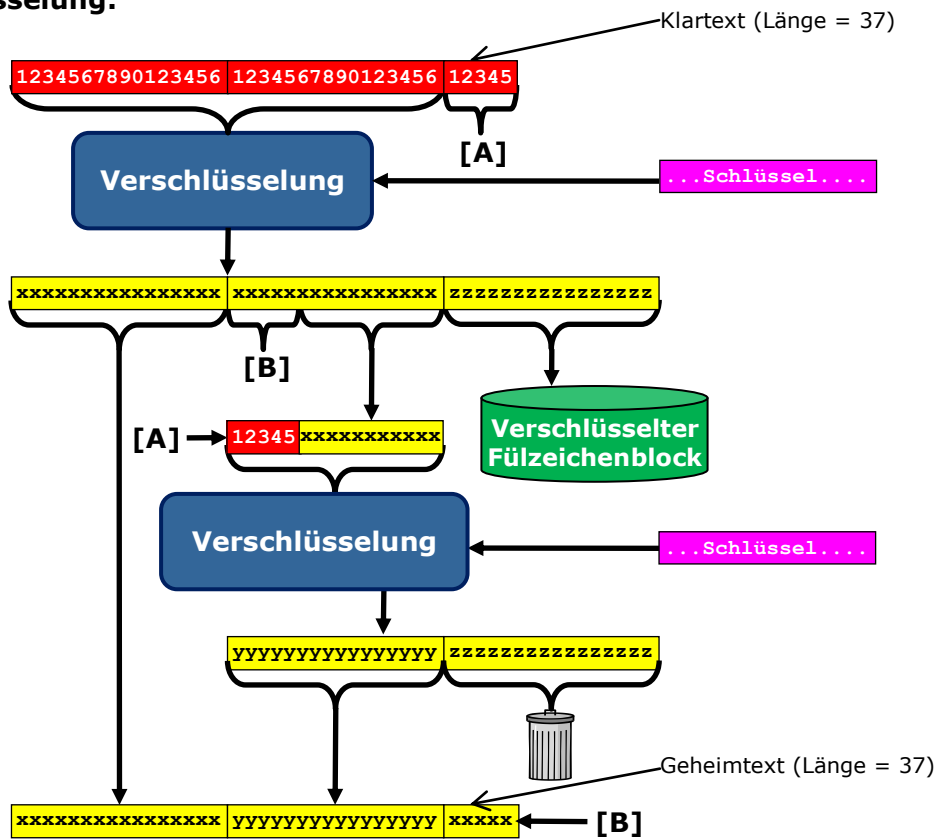 sselung:
Klartext (Länge = 37)
1234567890123456 1234567890123456 12345
[A]
Verschlüsselung
...Schlüssel....
xxxxxxxxxxxxxxxx xxxxxxxxxxxxxxxx zzzzzzzzzzzzzzzz
[B]
[A] 12345xxxxxxxxxxx
Verschlüsselter
Fülzeichenblock
Verschlüsselung
...Schlüssel....
yyyyyyyyyyyyyyyy zzzzzzzzzzzzzzzz
Geheimtext (Länge = 37)
xxxxxxxxxxxxxxxx yyyyyyyyyyyyyyyy xxxxx [B]